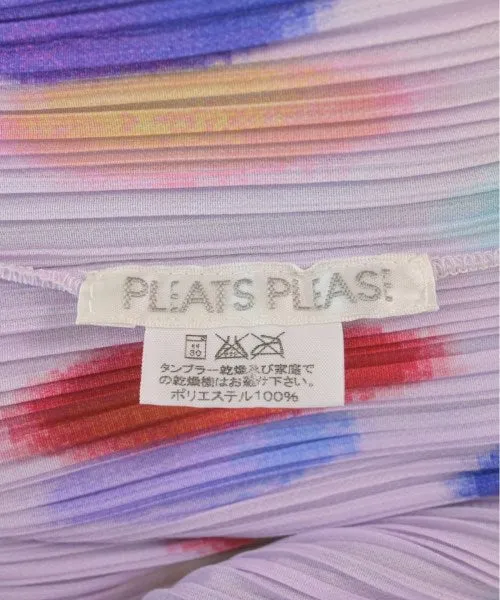 PLEATS PLEASE
タンブラー乾燥及び家庭で
の乾燥機はお避け下さい。
ポリエステル100%